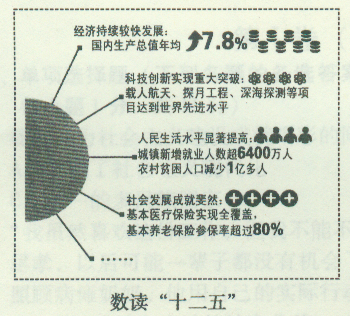 经济持续较快发展：
国内生产总值年均 7.8%
科技创新实现重大突破：
载人航天、探月工程、深海探测等项
目达到世界先进水平
人民生活水平显著提高：
城镇新增就业人数超6400万人
农村贫困人口减少1亿多人
社会发展成就斐然：
基本医疗保险实现全覆盖，
基本养老保险参保率超过80%
……
数读“十二五”